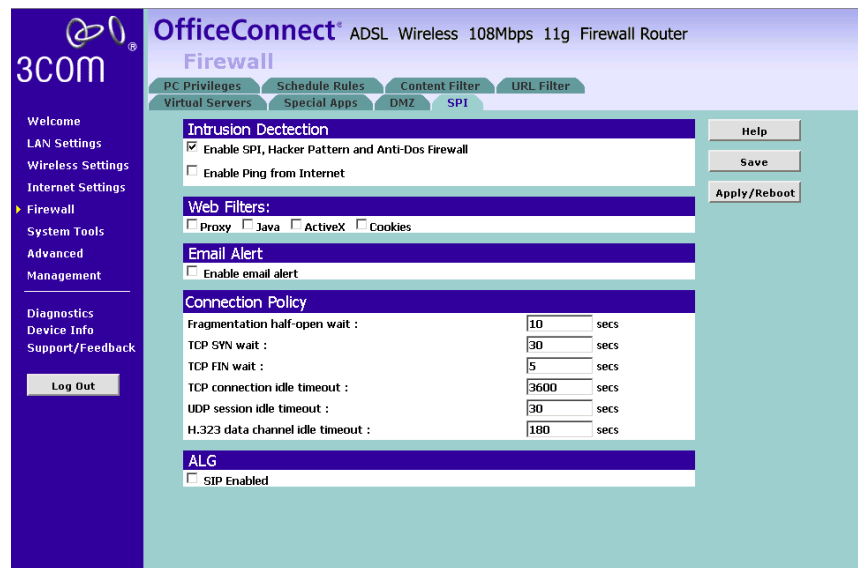 3com®
OfficeConnect® ADSL Wireless 108Mbps 11g Firewall Router
Firewall
PC Privileges Schedule Rules Content Filter URL Filter
Virtual Servers Special Apps DMZ SPI
Welcome
LAN Settings
Wireless Settings
Internet Settings
Firewall
System Tools
Advanced
Management
Diagnostics
Device Info
Support/Feedback
Log Out
Intrusion Dectection
Enable SPI, Hacker Pattern and Anti-Dos Firewall
Enable Ping from Internet
Web Filters:
Proxy Java ActiveX Cookies
Email Alert
Enable email alert
Connection Policy
Fragmentation half-open wait : 10 secs
TCP SYN wait : 30 secs
TCP FIN wait : 5 secs
TCP connection idle timeout : 3600 secs
UDP session idle timeout : 30 secs
H.323 data channel idle timeout : 180 secs
ALG
SIP Enabled
Help
Save
Apply/Reboot